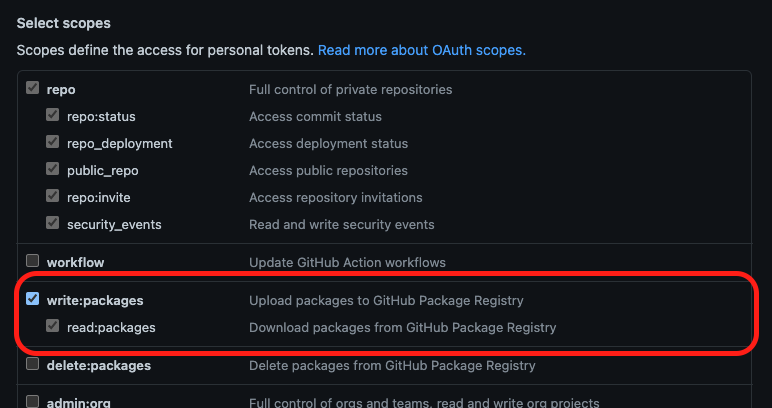 Select scopes
Scopes define the access for personal tokens. Read more about OAuth scopes.
repo Full control of private repositories
repo:status Access commit status
repo_deployment Access deployment status
public_repo Access public repositories
repo:invite Access repository invitations
security_events Read and write security events
workflow Update GitHub Action workflows
write:packages Upload packages to GitHub Package Registry
read:packages Download packages from GitHub Package Registry
delete:packages Delete packages from GitHub Package Registry
admin:org Full control of orgs and teams, read and write org projects